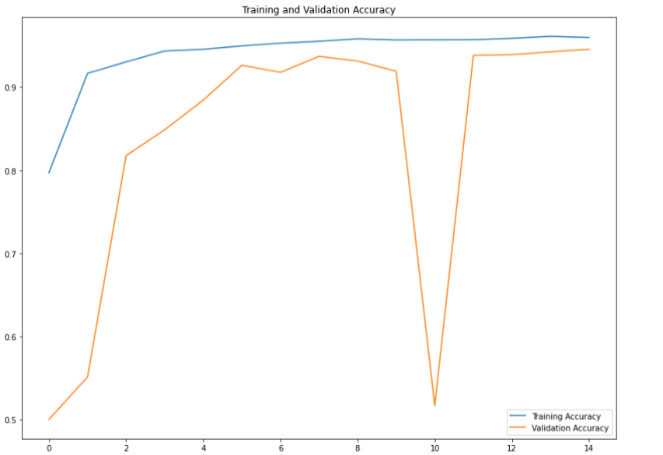 Training and Validation Accuracy
0.9
0.8
0.7
0.6
0.5
0 2 4 6 8 10 12 14
Training Accuracy
Validation Accuracy